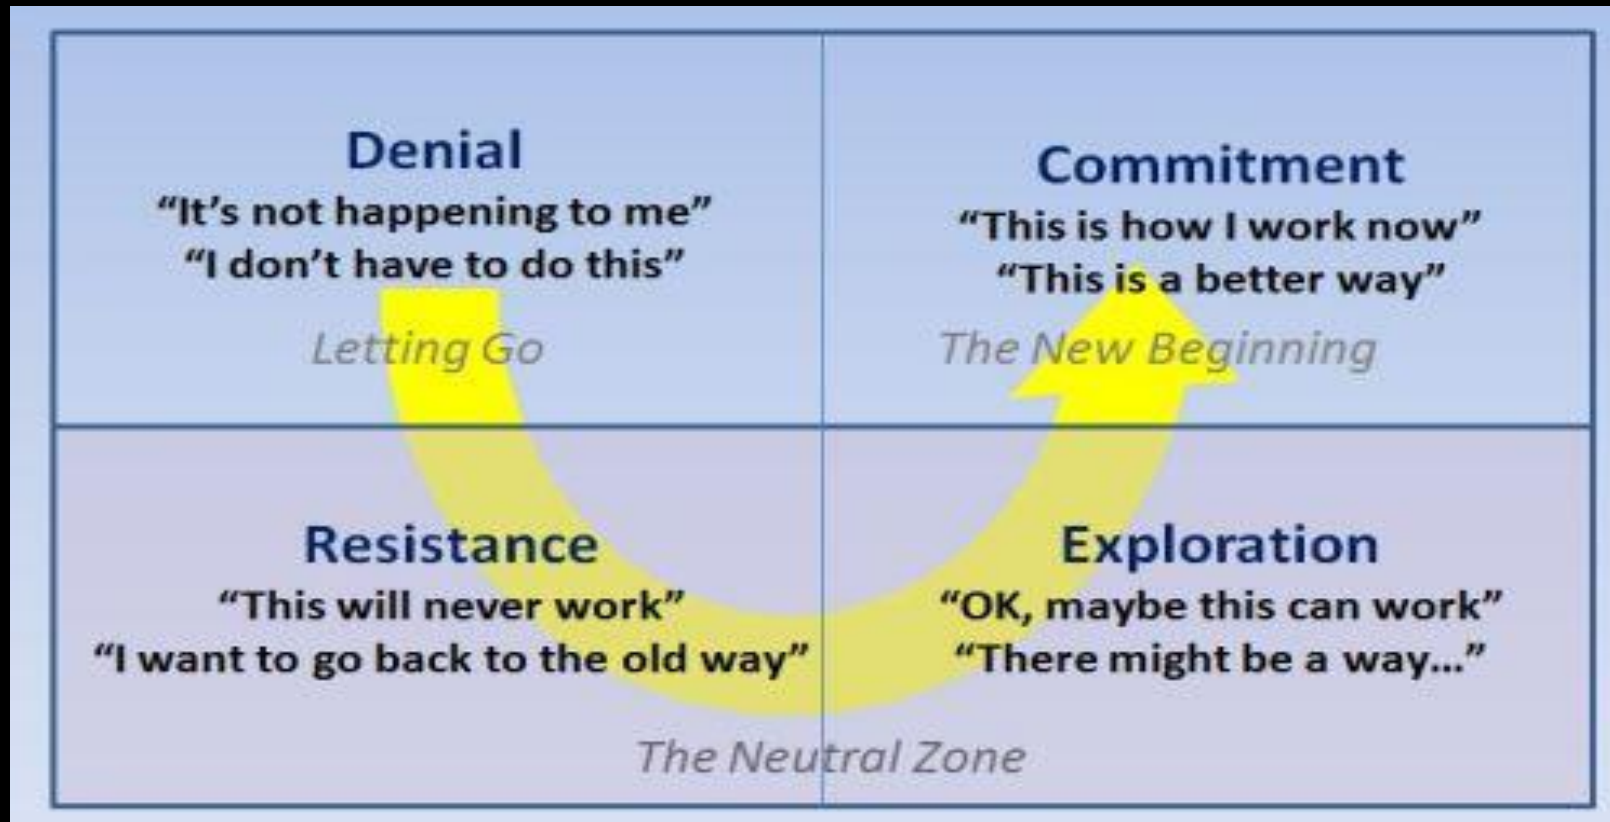 Denial
“It’s not happening to me”
“I don’t have to do this”
Letting Go
Commitment
“This is how I work now”
“This is a better way”
The New Beginning
Resistance
“This will never work”
“I want to go back to the old way”
Exploration
“OK, maybe this can work”
“There might be a way...”
The Neutral Zone